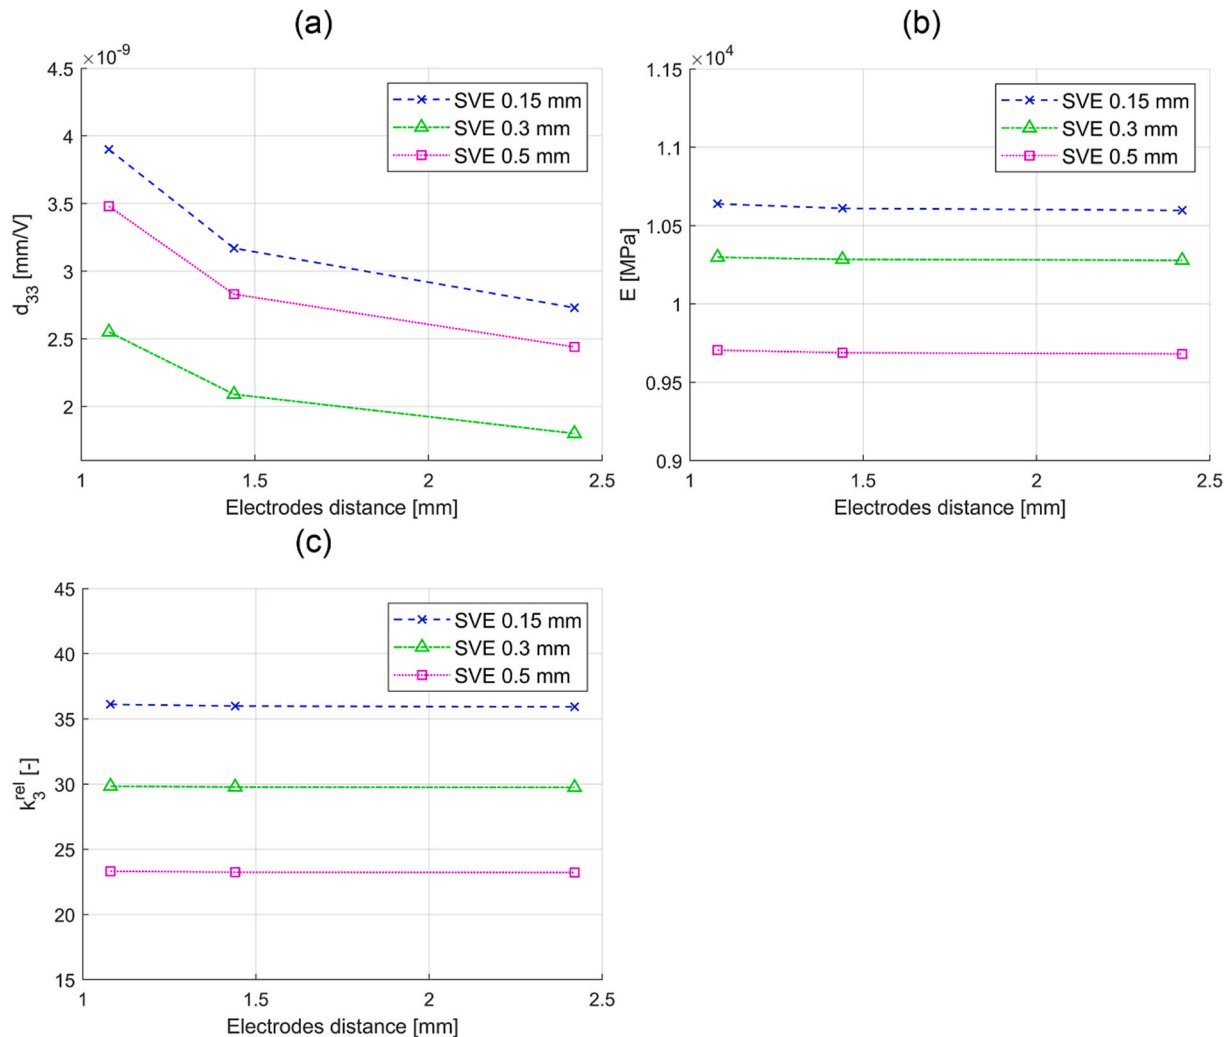 (a)
×10⁻⁹
4.5
4
3.5
3
2.5
2
d₃₃ [mm/V]
SVE 0.15 mm
SVE 0.3 mm
SVE 0.5 mm
1 1.5 2 2.5
Electrodes distance [mm]
(b)
×10⁴
1.15
1.1
1.05
1
0.95
0.9
E [MPa]
SVE 0.15 mm
SVE 0.3 mm
SVE 0.5 mm
1 1.5 2 2.5
Electrodes distance [mm]
(c)
45
40
35
30
25
20
15
k₃ʳᵉˡ [-]
SVE 0.15 mm
SVE 0.3 mm
SVE 0.5 mm
1 1.5 2 2.5
Electrodes distance [mm]